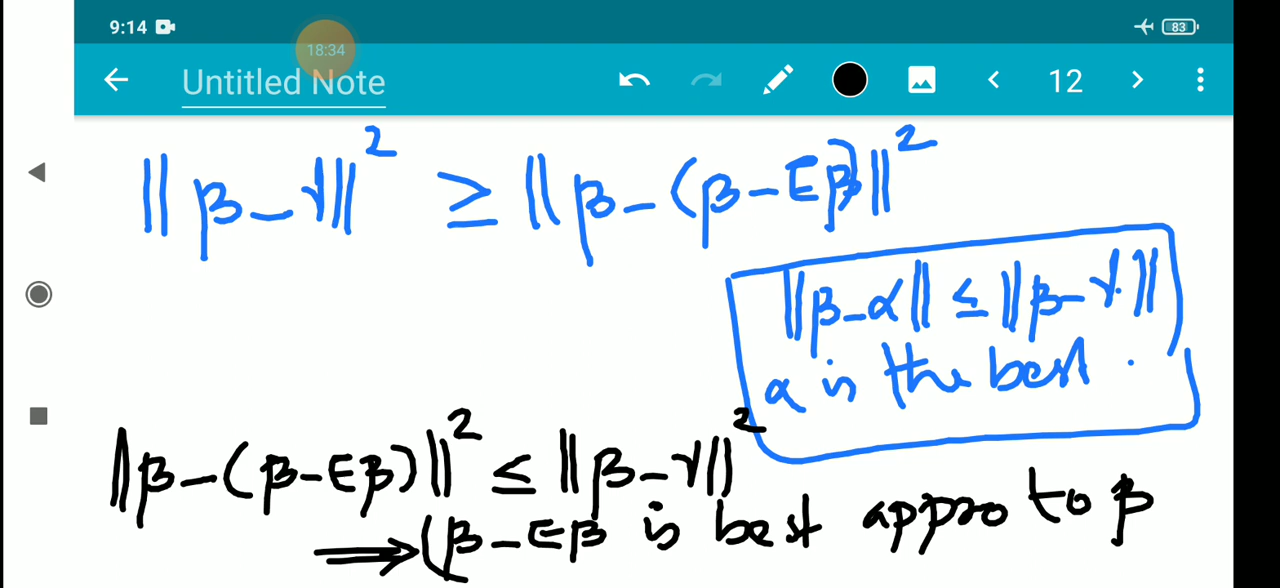 9:14 83
18:34
Untitled Note 12
‖β-γ‖² ≥ ‖β-(β-Eβ)‖²
‖β-α‖ ≤ ‖β-γ‖
α is the best.
‖β-(β-Eβ)‖² ≤ ‖β-γ‖²
⟹(β-Eβ is best appro to β